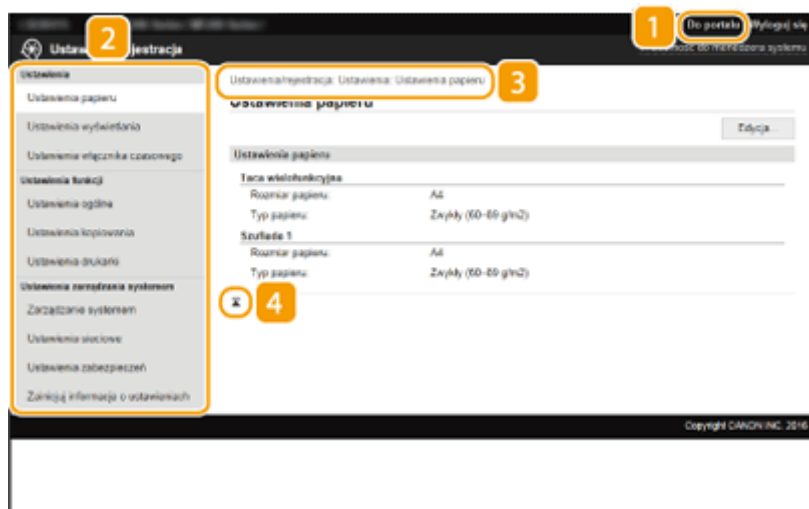 1
Do portalu Wyloguj się
2
3
Ustawienia
Ustawienia/rejestracja: Ustawienia: Ustawienia papieru
Ustawienia papieru
Ustawienia papieru
Ustawienia wyświetlania
Edycja...
Ustawienia włącznika czasowego
Ustawienia papieru
Ustawienia funkcji
Taca wielofunkcyjna
Rozmiar papieru: A4
Ustawienia ogólne
Typ papieru: Zwykły (60-89 g/m2)
Ustawienia kopiowania
Szuflada 1
Rozmiar papieru: A4
Ustawienia drukarki
Typ papieru: Zwykły (60-89 g/m2)
Ustawienia zarządzania systemem
4
Zarządzanie systemem
Ustawienia sieciowe
Ustawienia zabezpieczeń
Zainicjuj informacje o ustawieniach
Copyright CANON INC. 2016